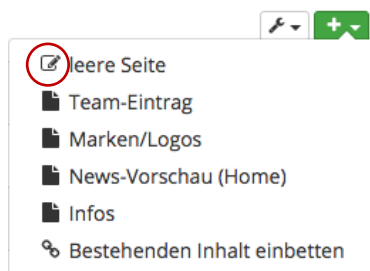 leere Seite
Team-Eintrag
Marken/Logos
News-Vorschau (Home)
Infos
Bestehenden Inhalt einbetten